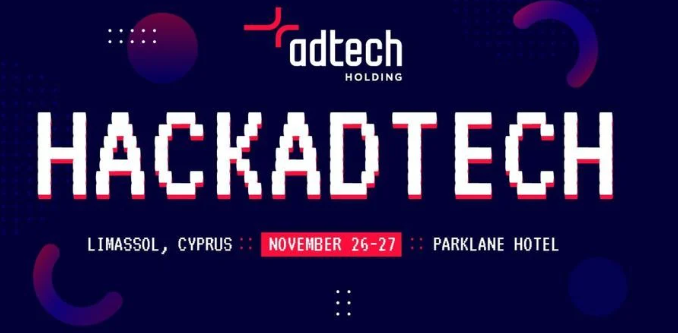 adtech
HOLDING
HACKADTECH
LIMASSOL, CYPRUS :: NOVEMBER 26-27 :: PARKLANE HOTEL